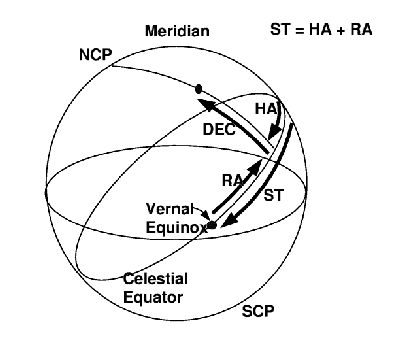 Meridian
ST = HA + RA
NCP
HA
DEC
RA
ST
Vernal
Equinox
Celestial
Equator
SCP